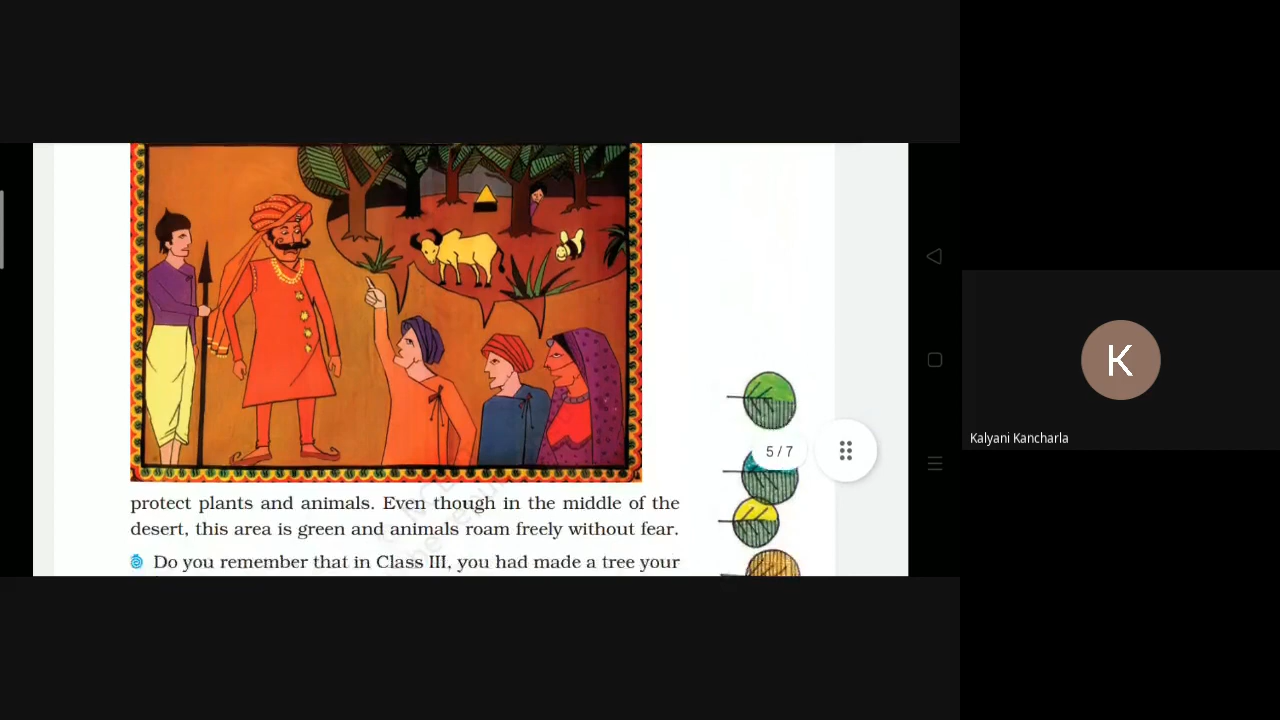 5 / 7
protect plants and animals. Even though in the middle of the
desert, this area is green and animals roam freely without fear.
Do you remember that in Class III, you had made a tree your
K
Kalyani Kancharla